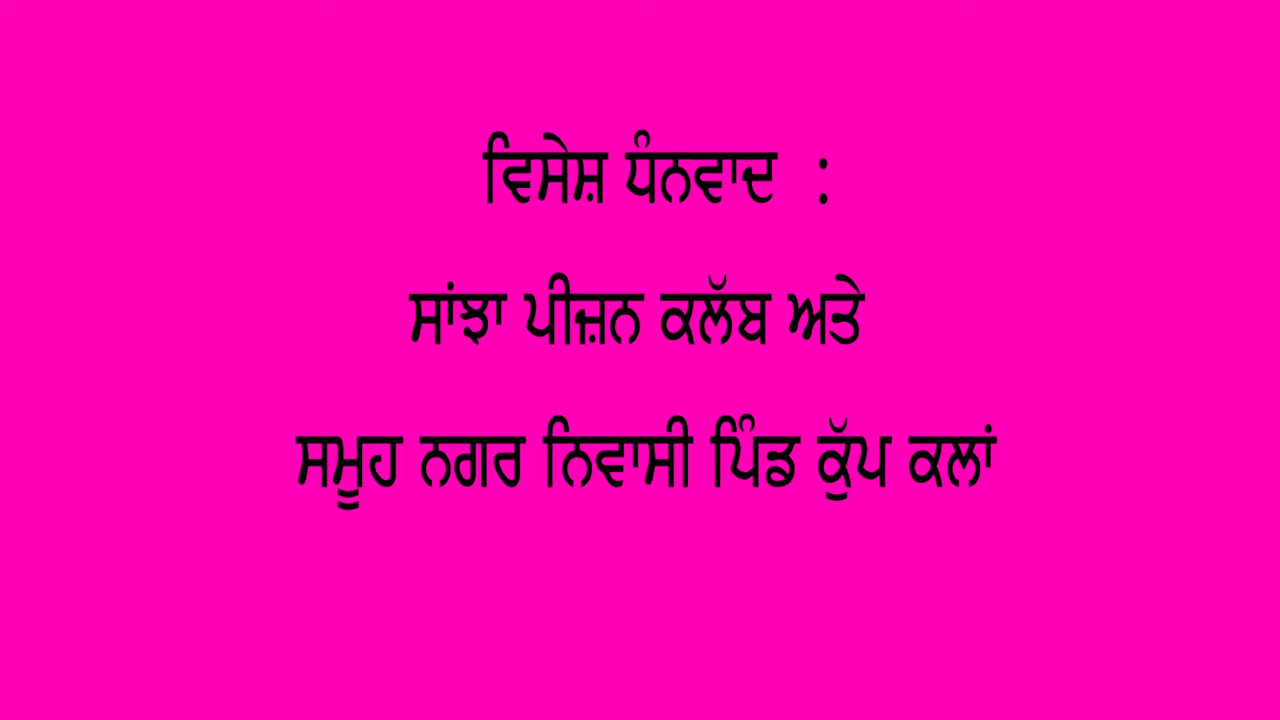 ਵਿਸੇਸ਼ ਧੰਨਵਾਦ :
ਸਾਂਝਾ ਪੀਜ਼ਨ ਕਲੱਬ ਅਤੇ
ਸਮੂਹ ਨਗਰ ਨਿਵਾਸੀ ਪਿੰਡ ਕੁੱਪ ਕਲਾਂ